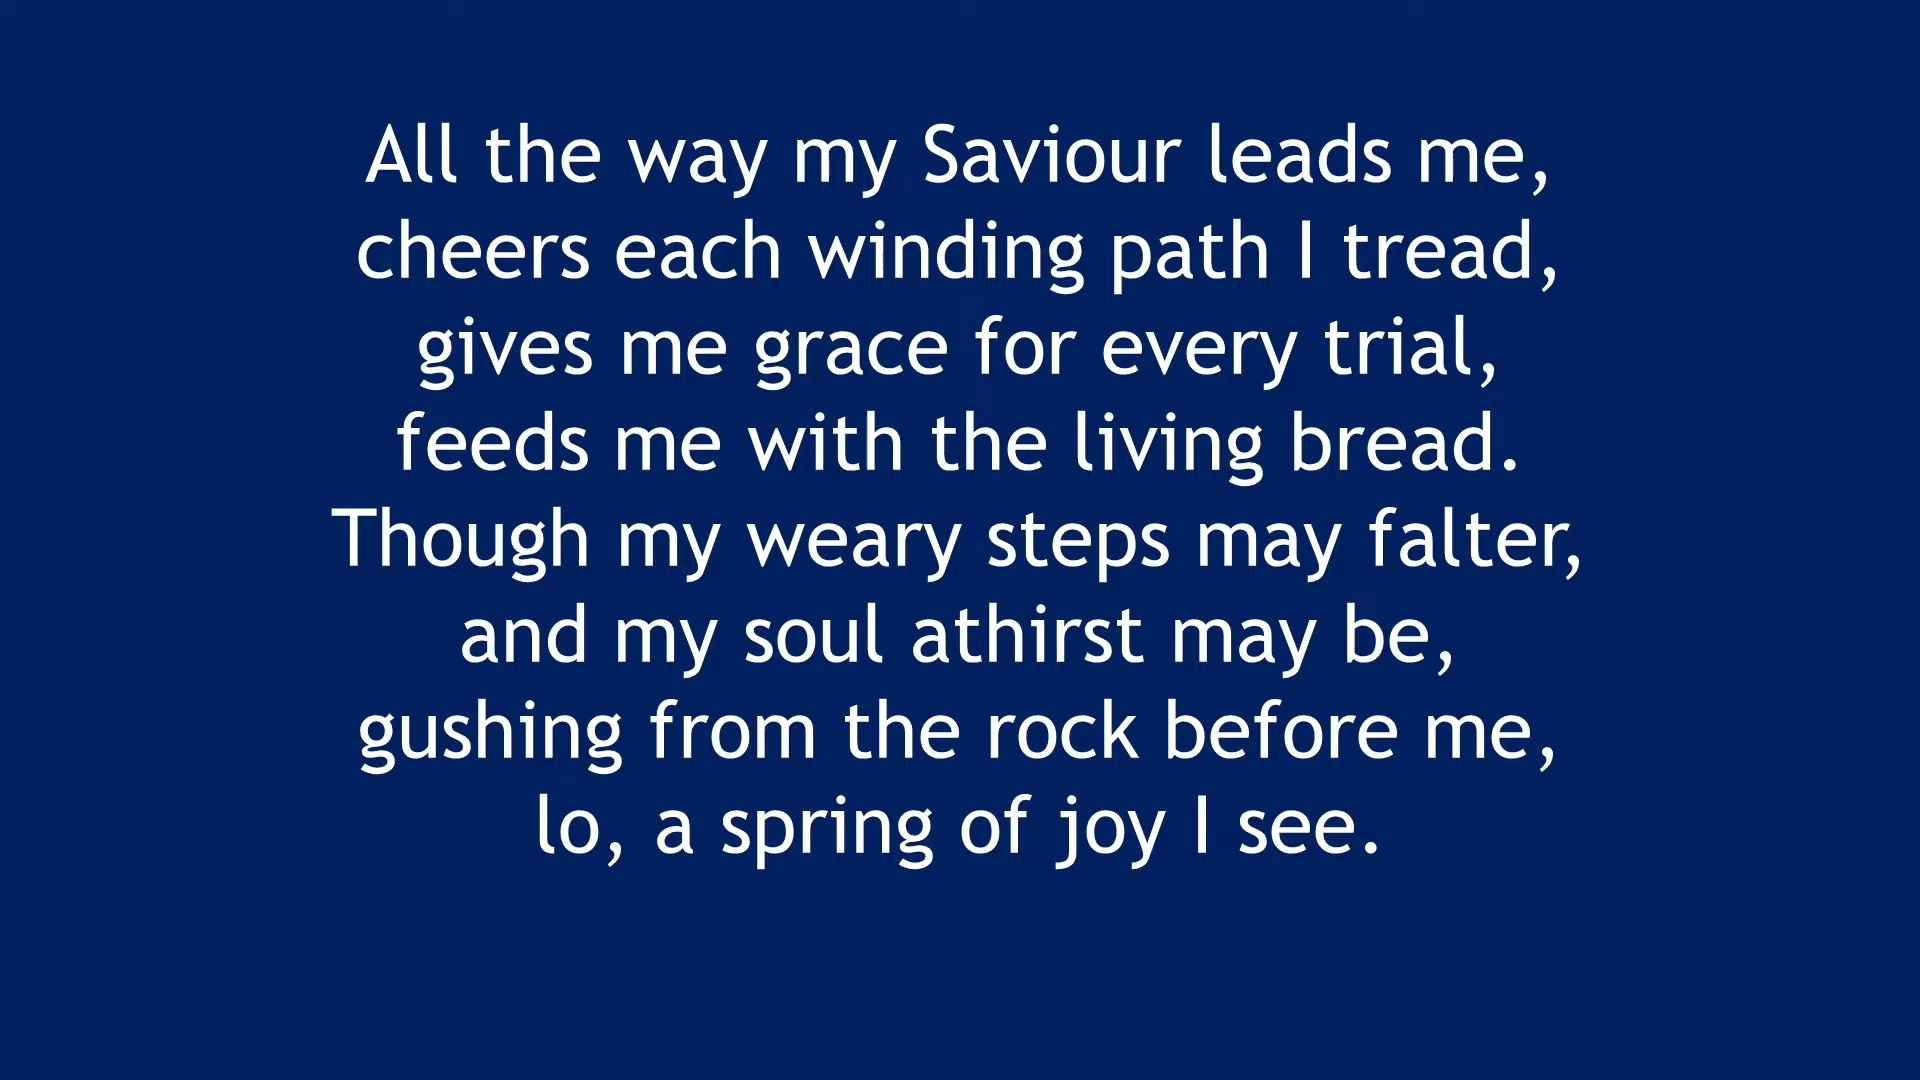 All the way my Saviour leads me,
cheers each winding path I tread,
gives me grace for every trial,
feeds me with the living bread.
Though my weary steps may falter,
and my soul athirst may be,
gushing from the rock before me,
lo, a spring of joy I see.